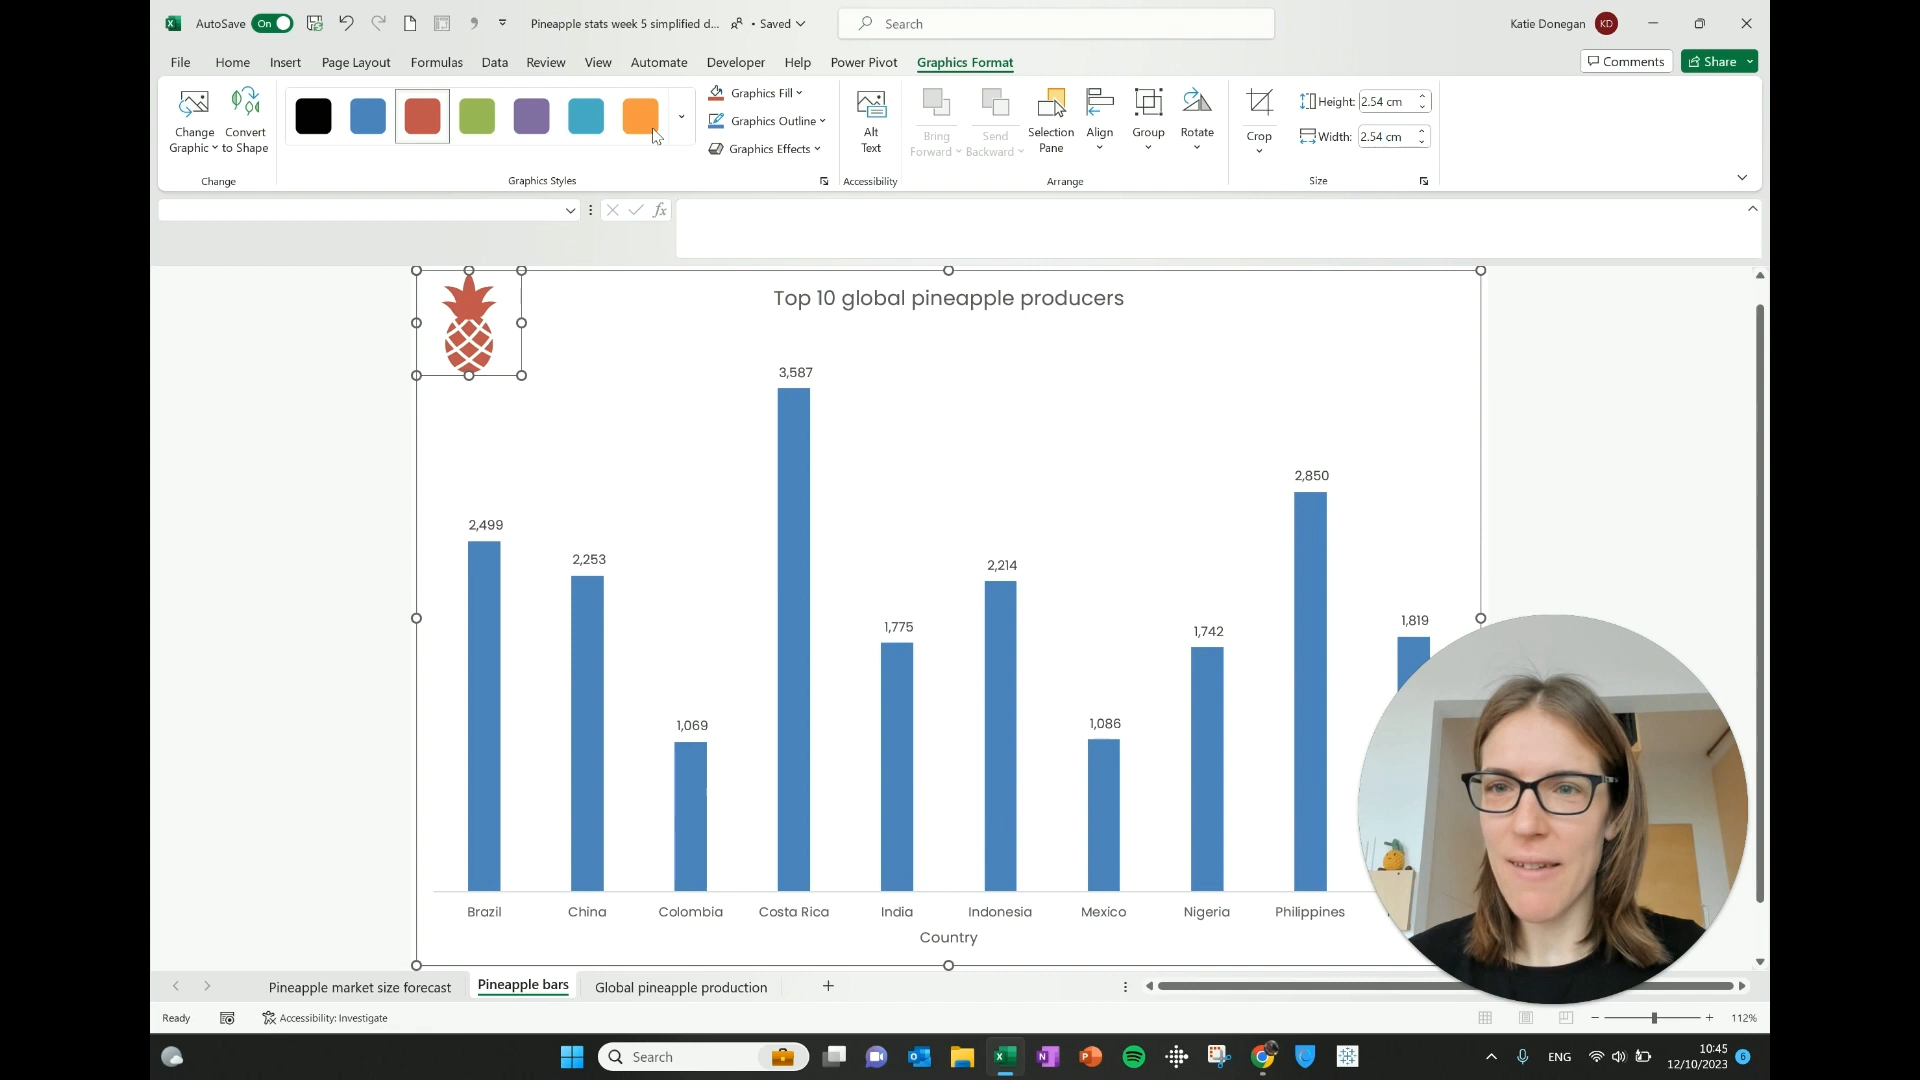 AutoSave On
Pineapple stats week 5 simplified d... • Saved
Search
Katie Donegan KD
File Home Insert Page Layout Formulas Data Review View Automate Developer Help Power Pivot Graphics Format
Comments
Share
Change Graphic
Convert to Shape
Change
Graphics Styles
Graphics Fill
Graphics Outline
Graphics Effects
Alt Text
Accessibility
Bring Forward
Send Backward
Selection Pane
Align
Group
Rotate
Arrange
Crop
Height: 2.54 cm
Width: 2.54 cm
Size
fx
Top 10 global pineapple producers
3,587
2,850
2,499
2,253
2,214
1,775
1,742
1,819
1,069
1,086
Brazil China Colombia Costa Rica India Indonesia Mexico Nigeria Philippines
Country
Pineapple market size forecast Pineapple bars Global pineapple production
Ready
Accessibility: Investigate
112%
Search
ENG
10:45
12/10/2023
6